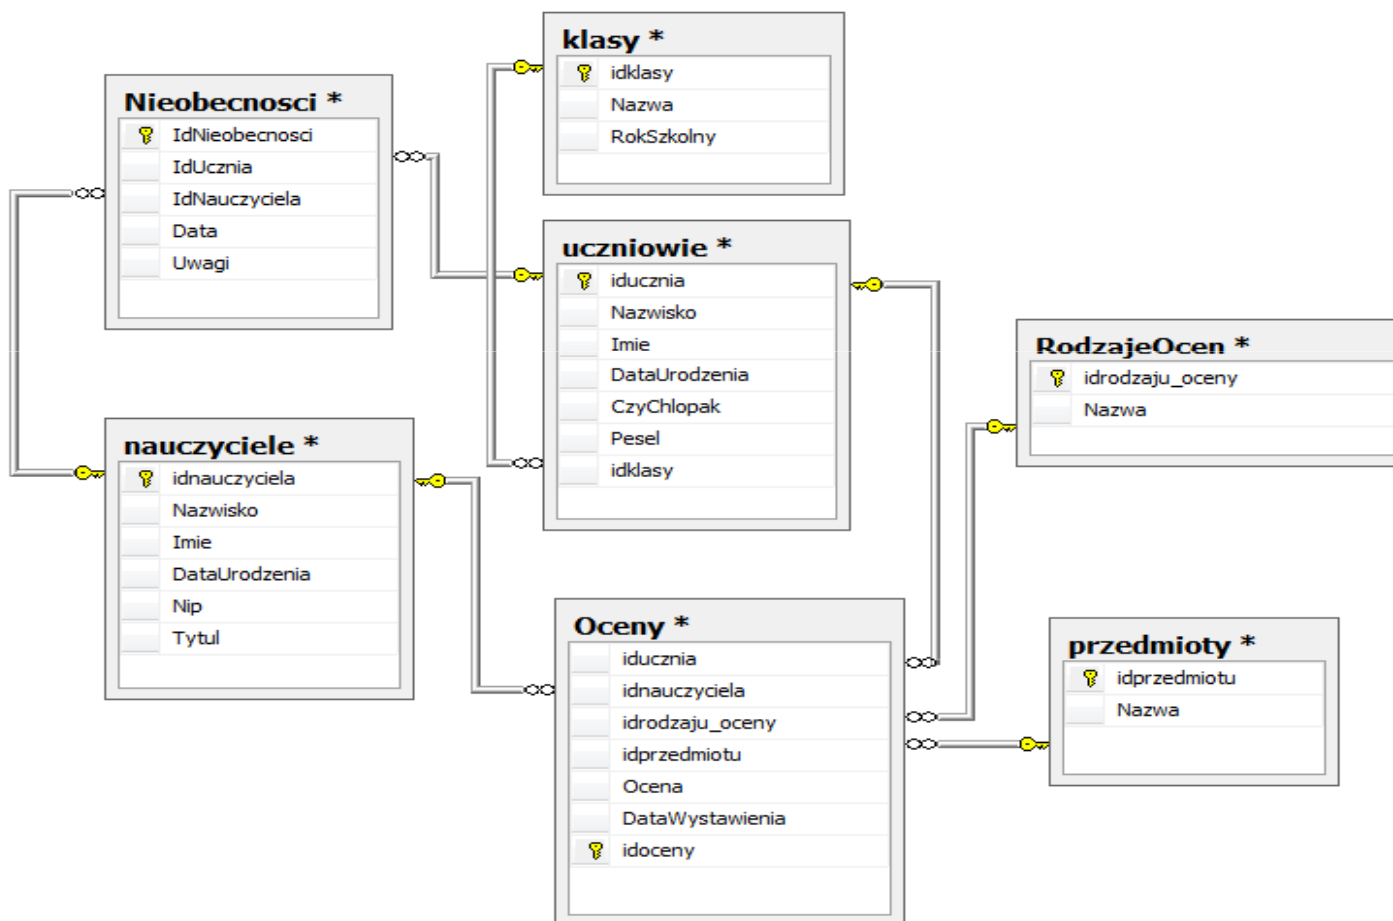 klasy *
idklasy
Nazwa
RokSzkolny
Nieobecnosci *
IdNieobecnosci
IdUcznia
IdNauczyciela
Data
Uwagi
uczniowie *
iducznia
Nazwisko
Imie
DataUrodzenia
CzyChlopak
Pesel
idklasy
RodzajeOcen *
idrodzaju_oceny
Nazwa
nauczyciele *
idnauczyciela
Nazwisko
Imie
DataUrodzenia
Nip
Tytul
Oceny *
iducznia
idnauczyciela
idrodzaju_oceny
idprzedmiotu
Ocena
DataWystawienia
idoceny
przedmioty *
idprzedmiotu
Nazwa